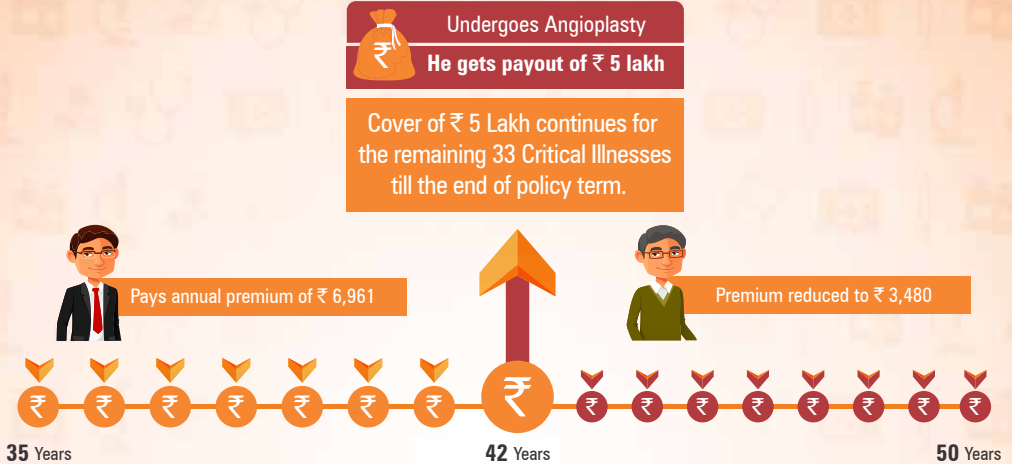 Undergoes Angioplasty
₹
He gets payout of ₹ 5 lakh
Cover of ₹ 5 Lakh continues for
the remaining 33 Critical Illnesses
till the end of policy term.
Pays annual premium of ₹ 6,961
Premium reduced to ₹ 3,480
₹ ₹ ₹ ₹ ₹ ₹ ₹ ₹ ₹ ₹ ₹ ₹ ₹ ₹ ₹ ₹
35 Years
42 Years
50 Years